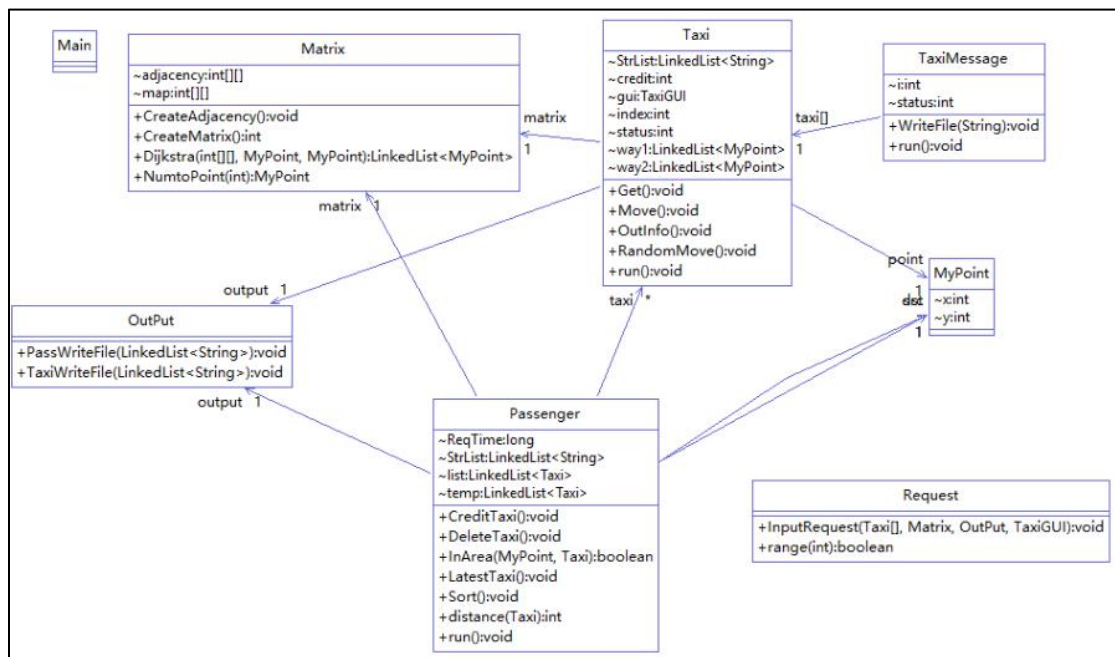 Main
Matrix
~adjacency:int[][]
~map:int[][]
+CreateAdjacency():void
+CreateMatrix():int
+Dijkstra(int[][], MyPoint, MyPoint):LinkedList<MyPoint>
+NumtoPoint(int):MyPoint
matrix
1
Taxi
~StrList:LinkedList<String>
~credit:int
~gui:TaxiGUI
~index:int
~status:int
~way1:LinkedList<MyPoint>
~way2:LinkedList<MyPoint>
+Get():void
+Move():void
+OutInfo():void
+RandomMove():void
+run():void
taxi[]
1
TaxiMessage
~i:int
~status:int
+WriteFile(String):void
+run():void
matrix 1
output 1
taxi *
point
1
1
MyPoint
~x:int
~y:int
OutPut
+PassWriteFile(LinkedList<String>):void
+TaxiWriteFile(LinkedList<String>):void
output 1
Passenger
~ReqTime:long
~StrList:LinkedList<String>
~list:LinkedList<Taxi>
~temp:LinkedList<Taxi>
+CreditTaxi():void
+DeleteTaxi():void
+InArea(MyPoint, Taxi):boolean
+LatestTaxi():void
+Sort():void
+distance(Taxi):int
+run():void
Request
+InputRequest(Taxi[], Matrix, OutPut, TaxiGUI):void
+range(int):boolean